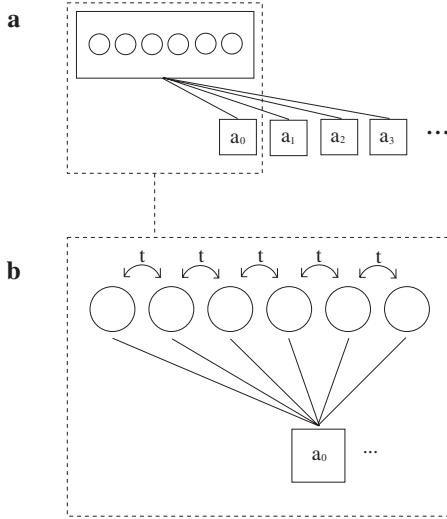 a
a₀ a₁ a₂ a₃ ...
b
t t t t t
a₀ ...